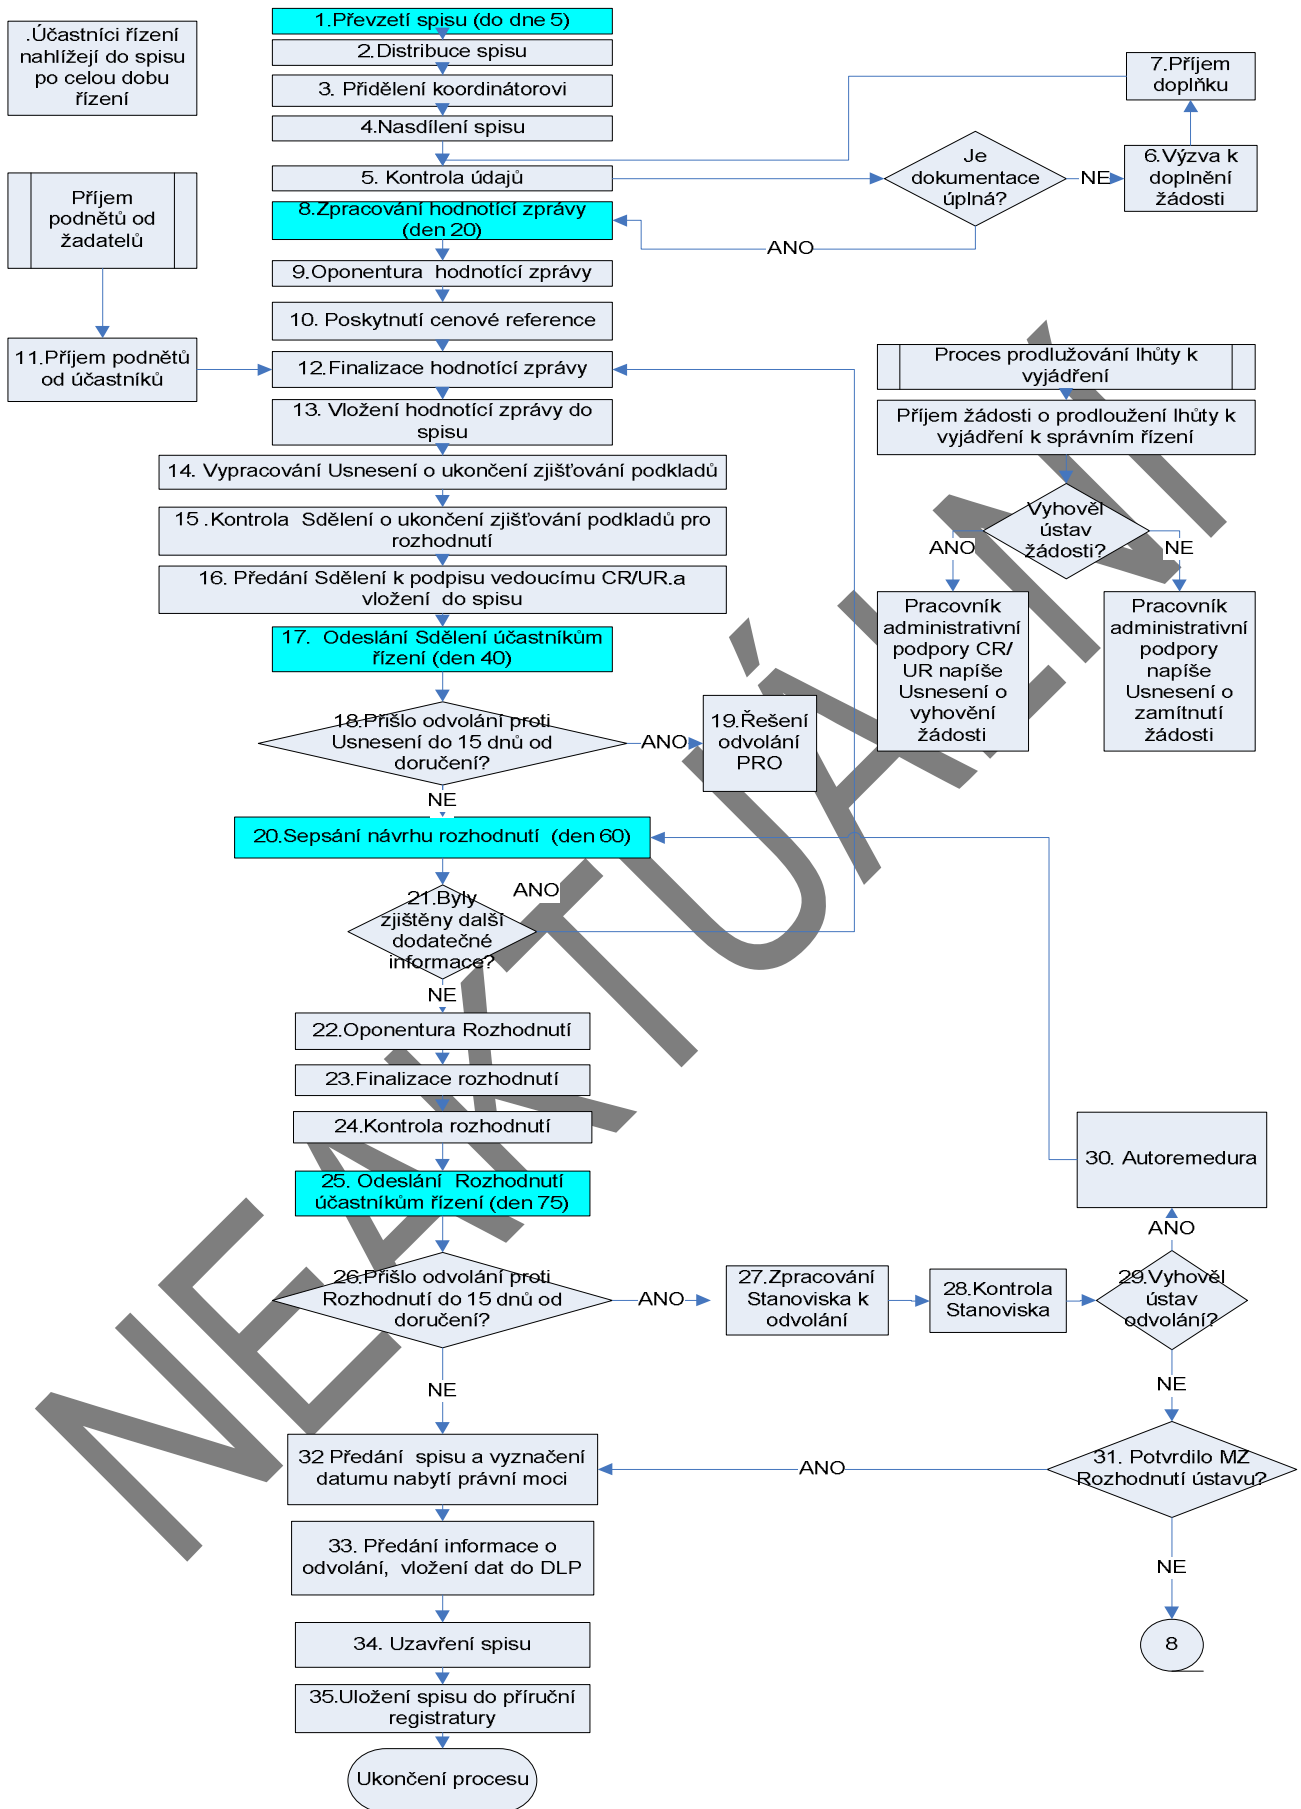 1.Převzetí spisu (do dne 5)
.Účastníci řízení
nahlížejí do spisu
po celou dobu
řízení
2.Distribuce spisu
3. Přidělení koordinátorovi
4.Nasdílení spisu
5. Kontrola údajů
Je
dokumentace
úplná?
NE
6.Výzva k
doplnění
žádosti
7.Příjem
doplňku
ANO
8.Zpracování hodnotící zprávy
(den 20)
9.Oponentura  hodnotící zprávy
10. Poskytnutí cenové reference
Příjem
podnětů od
žadatelů
11.Příjem podnětů
od účastníků
12.Finalizace hodnotící zprávy
13. Vložení hodnotící zprávy do
spisu
14. Vypracování Usnesení o ukončení zjišťování podkladů
15 .Kontrola  Sdělení o ukončení zjišťování podkladů pro
rozhodnutí
16. Předání Sdělení k podpisu vedoucímu CR/UR.a
vložení  do spisu
17.  Odeslání Sdělení účastníkům
řízení (den 40)
Proces prodlužování lhůty k
vyjádření
Příjem žádosti o prodloužení lhůty k
vyjádření k správním řízení
Vyhověl
ústav
žádosti?
ANO
NE
Pracovník
administrativní
podpory CR/
UR napíše
Usnesení o
vyhovění
žádosti
Pracovník
administrativní
podpory
napíše
Usnesení o
zamítnutí
žádosti
18.Přišlo odvolání proti
Usnesení do 15 dnů od
doručení?
ANO
19.Řešení
odvolání
PRO
NE
20.Sepsání návrhu rozhodnutí  (den 60)
21.Byly
zjištěny další
dodatečné
informace?
ANO
NE
22.Oponentura Rozhodnutí
23.Finalizace rozhodnutí
24.Kontrola rozhodnutí
25. Odeslání  Rozhodnutí
účastníkům řízení (den 75)
26.Přišlo odvolání proti
Rozhodnutí do 15 dnů od
doručení?
ANO
27.Zpracování
Stanoviska k
odvolání
28.Kontrola
Stanoviska
29.Vyhověl
ústav
odvolání?
ANO
30. Autoremedura
NE
31. Potvrdilo MZ
Rozhodnutí ústavu?
ANO
NE
8
NE
32 Předání  spisu a vyznačení
datumu nabytí právní moci
33. Předání informace o
odvolání,  vložení dat do DLP
34. Uzavření spisu
35.Uložení spisu do příruční
registratury
Ukončení procesu
NEAKTUÁLNÍ